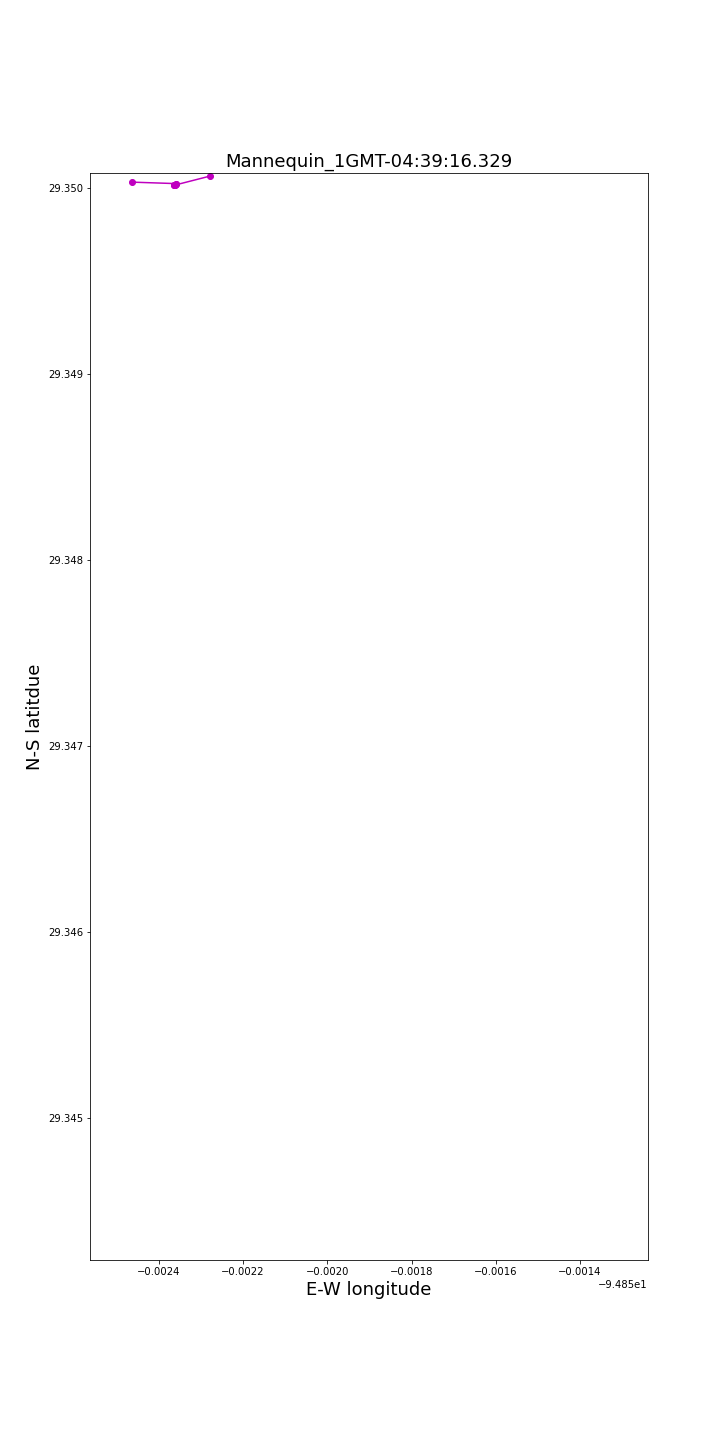 Mannequin_1GMT-04:39:16.329
29.350
29.349
29.348
29.347
29.346
29.345
N-S latitdue
−0.0024 −0.0022 −0.0020 −0.0018 −0.0016 −0.0014
−9.485e1
E-W longitude